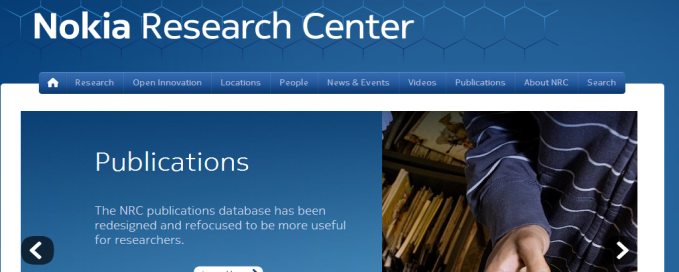 Nokia Research Center
Research Open Innovation Locations People News & Events Videos Publications About NRC Search
Publications
The NRC publications database has been
redesigned and refocused to be more useful
for researchers.